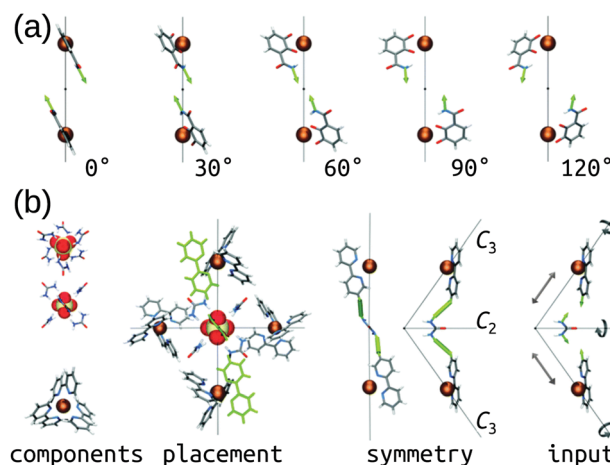 (a)
0° 30° 60° 90° 120°
(b)
C3
C2
C3
components placement symmetry input